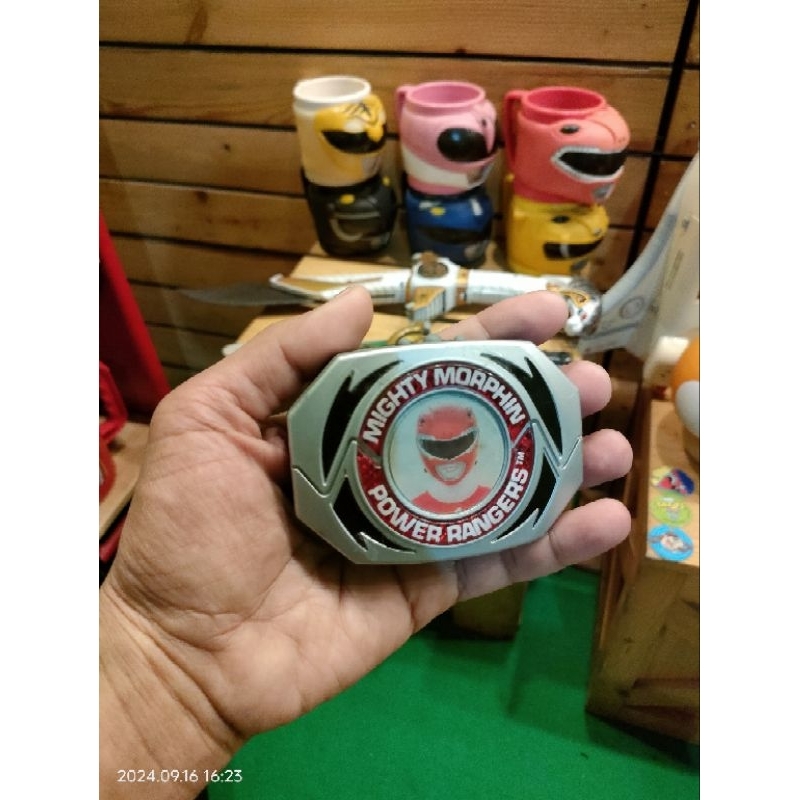 MIGHTY MORPHIN
POWER RANGERS™
2024.09.16 16:23